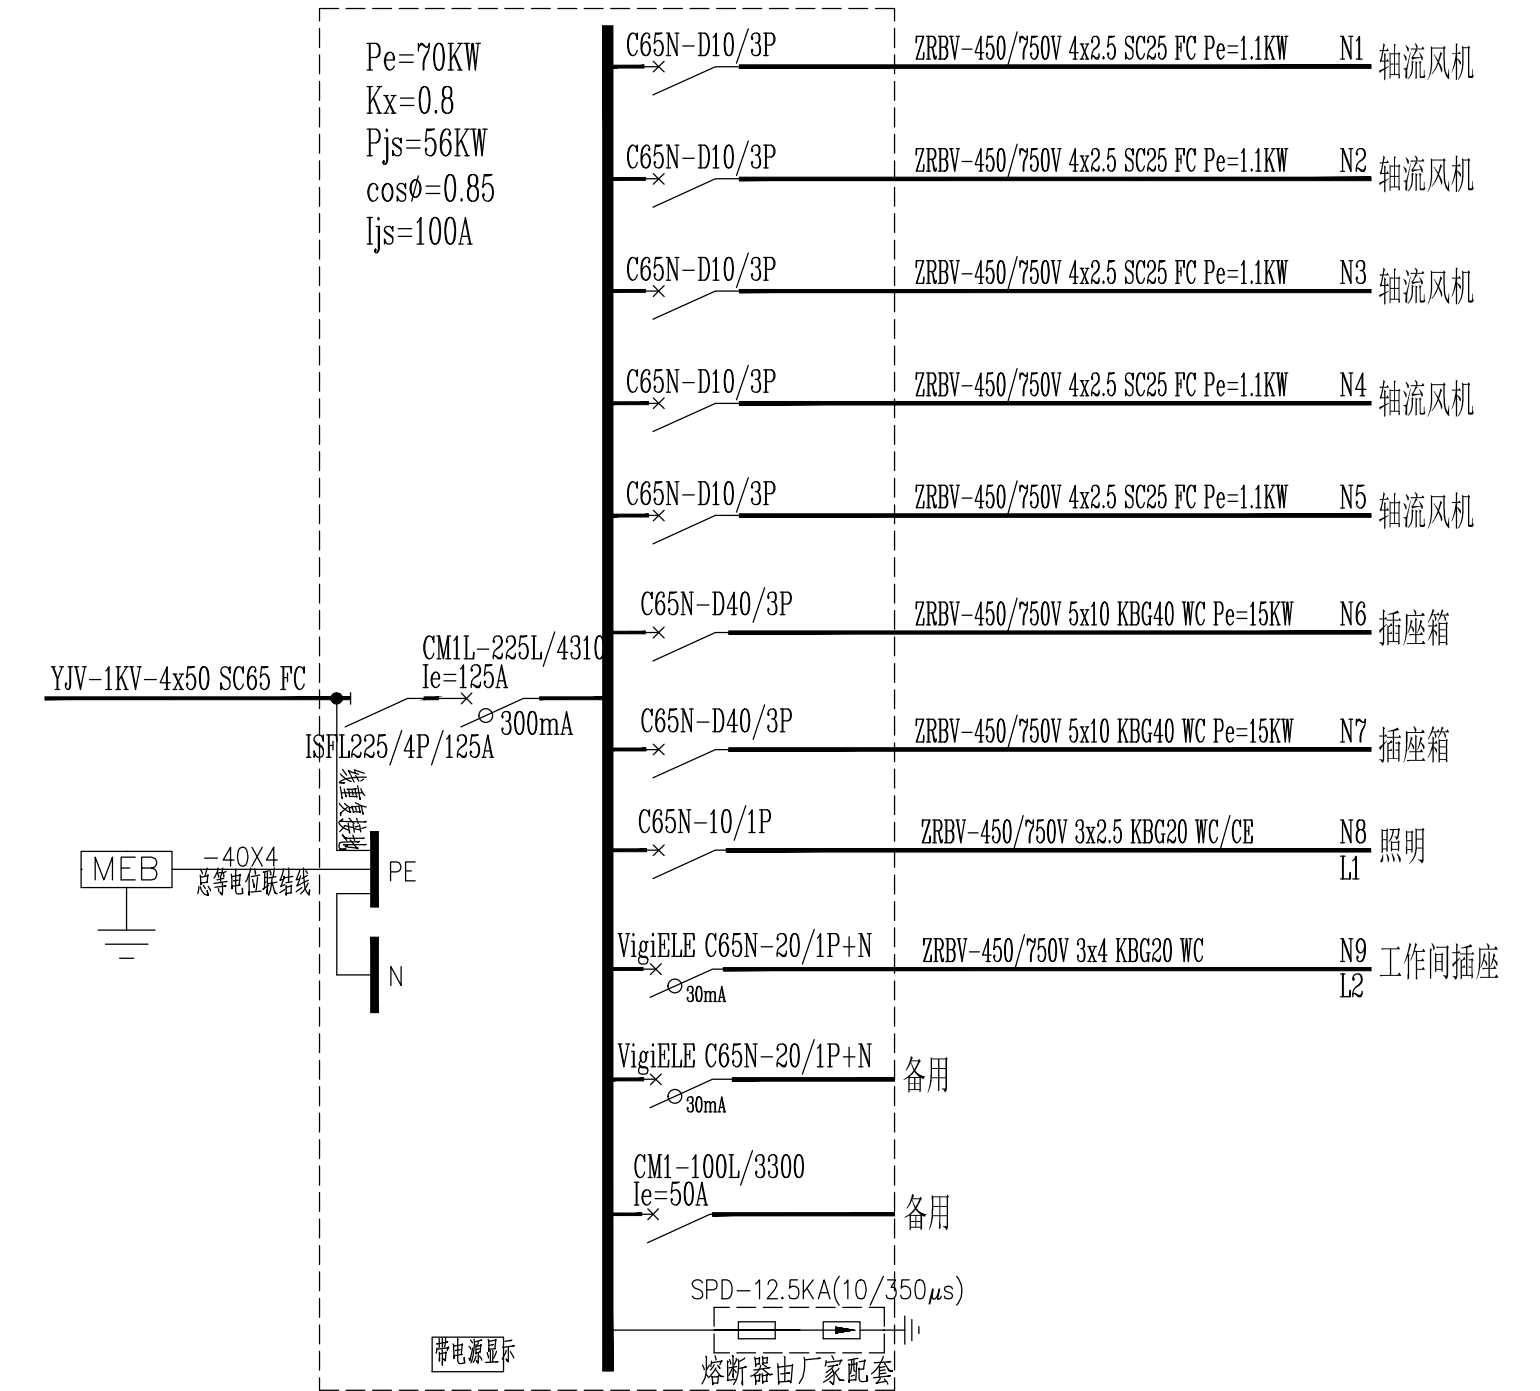 Pe=70KW
Kx=0.8
Pjs=56KW
cosø=0.85
Ijs=100A
C65N-D10/3P
ZRBV-450/750V 4x2.5 SC25 FC Pe=1.1KW
N1
轴流风机
C65N-D10/3P
ZRBV-450/750V 4x2.5 SC25 FC Pe=1.1KW
N2
轴流风机
C65N-D10/3P
ZRBV-450/750V 4x2.5 SC25 FC Pe=1.1KW
N3
轴流风机
C65N-D10/3P
ZRBV-450/750V 4x2.5 SC25 FC Pe=1.1KW
N4
轴流风机
C65N-D10/3P
ZRBV-450/750V 4x2.5 SC25 FC Pe=1.1KW
N5
轴流风机
C65N-D40/3P
ZRBV-450/750V 5x10 KBG40 WC Pe=15KW
N6
插座箱
YJV-1KV-4x50 SC65 FC
CM1L-225L/4310
Ie=125A
300mA
ISFL225/4P/125A
C65N-D40/3P
ZRBV-450/750V 5x10 KBG40 WC Pe=15KW
N7
插座箱
线重复接地
C65N-10/1P
ZRBV-450/750V 3x2.5 KBG20 WC/CE
N8
L1
照明
MEB
-40X4
总等电位联结线
PE
N
VigiELE C65N-20/1P+N
30mA
ZRBV-450/750V 3x4 KBG20 WC
N9
L2
工作间插座
VigiELE C65N-20/1P+N
30mA
备用
CM1-100L/3300
Ie=50A
备用
SPD-12.5KA(10/350μs)
熔断器由厂家配套
带电源显示